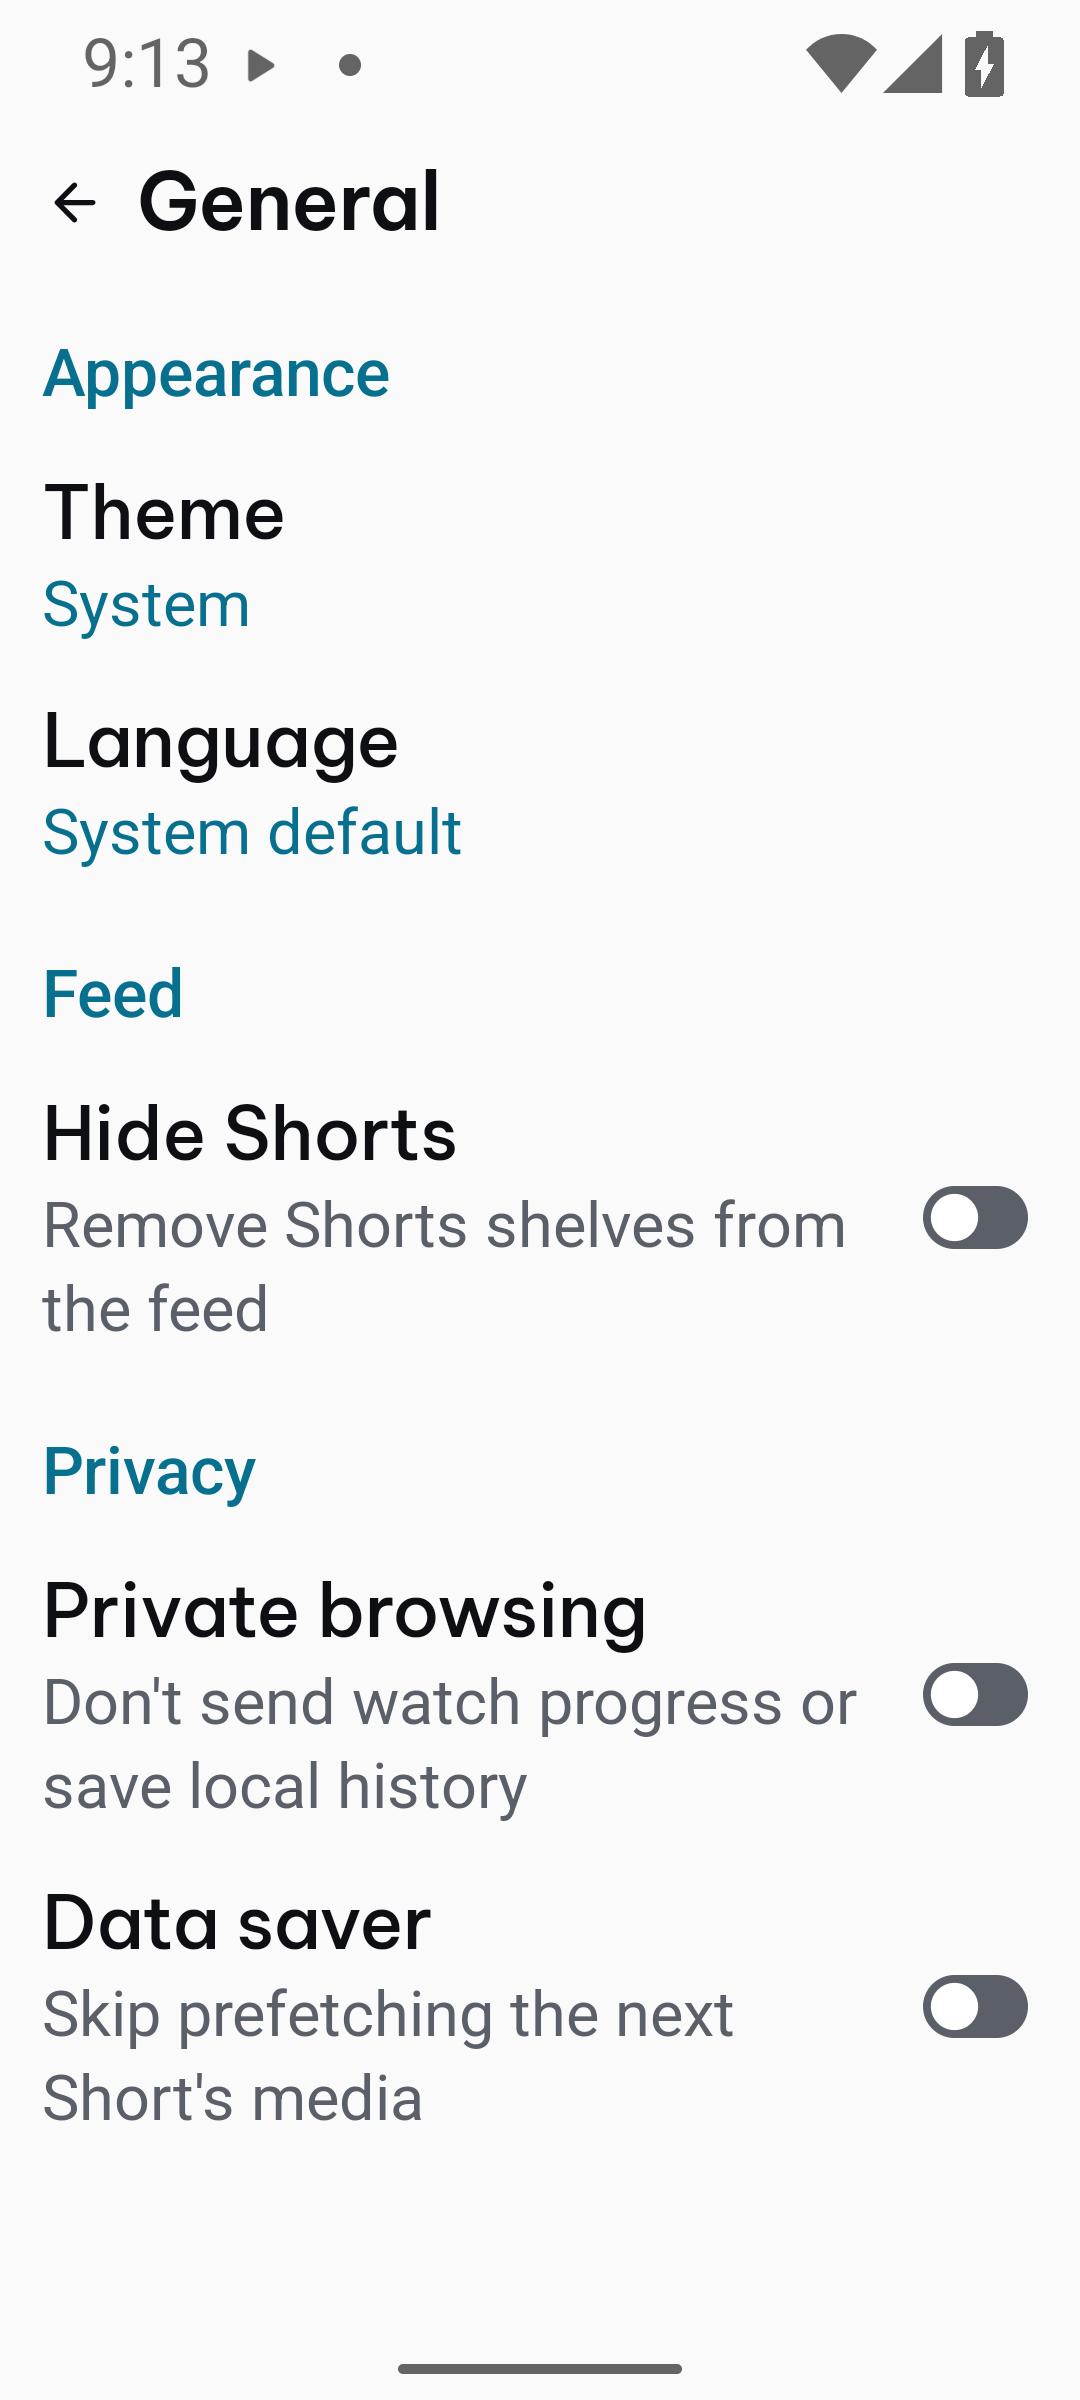 9:13
General
Appearance
Theme
System
Language
System default
Feed
Hide Shorts
Remove Shorts shelves from
the feed
Privacy
Private browsing
Don't send watch progress or
save local history
Data saver
Skip prefetching the next
Short's media